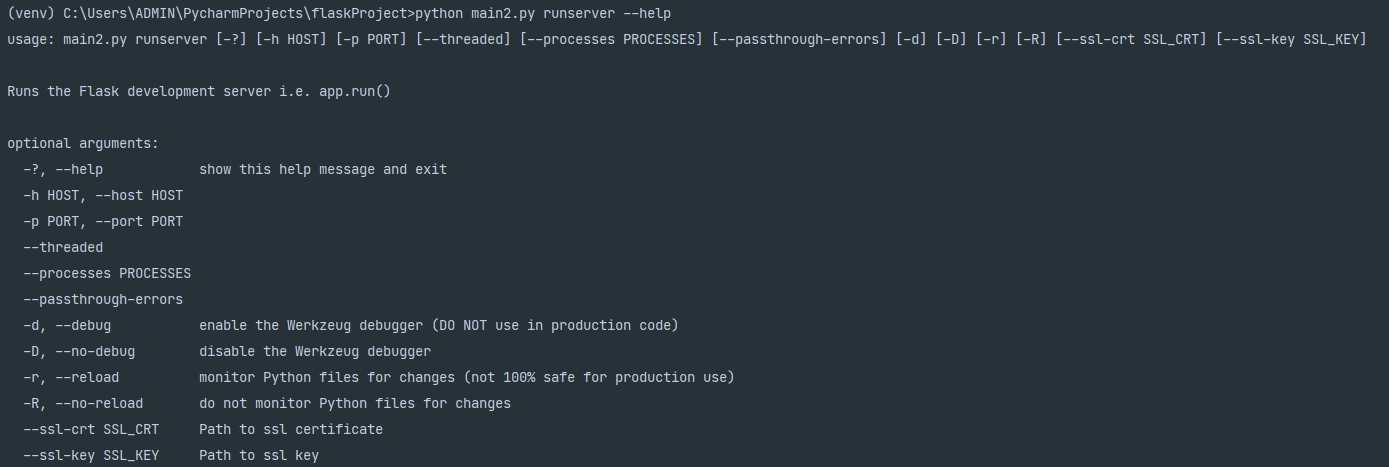 (venv) C:\Users\ADMIN\PycharmProjects\flaskProject>python main2.py runserver --help
usage: main2.py runserver [-?] [-h HOST] [-p PORT] [--threaded] [--processes PROCESSES] [--passthrough-errors] [-d] [-D] [-r] [-R] [--ssl-crt SSL_CRT] [--ssl-key SSL_KEY]
Runs the Flask development server i.e. app.run()
optional arguments:
-?, --help show this help message and exit
-h HOST, --host HOST
-p PORT, --port PORT
--threaded
--processes PROCESSES
--passthrough-errors
-d, --debug enable the Werkzeug debugger (DO NOT use in production code)
-D, --no-debug disable the Werkzeug debugger
-r, --reload monitor Python files for changes (not 100% safe for production use)
-R, --no-reload do not monitor Python files for changes
--ssl-crt SSL_CRT Path to ssl certificate
--ssl-key SSL_KEY Path to ssl key